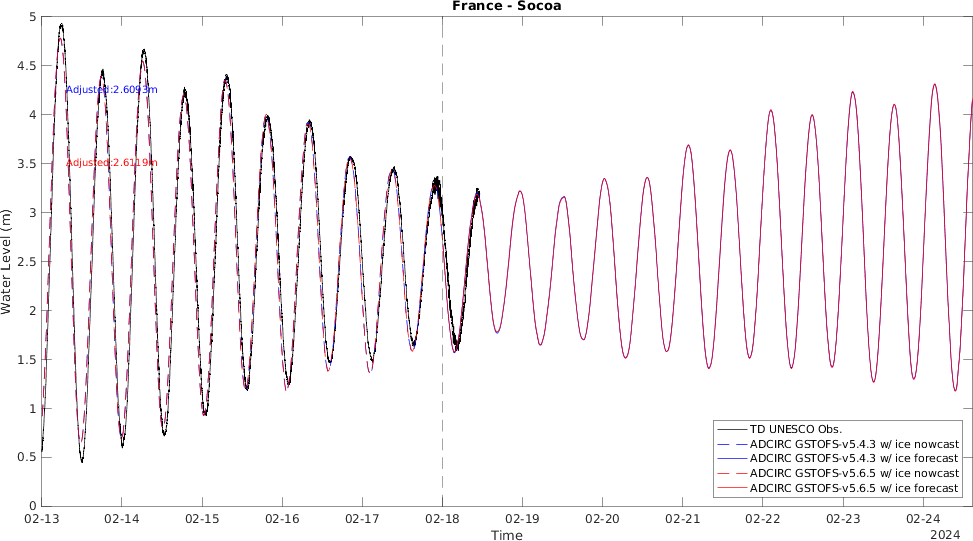 France - Socoa
5
4.5
Adjusted:2.6093m
4
3.5
Adjusted:2.6119m
3
2.5
2
1.5
1
0.5
0
Water Level (m)
TD UNESCO Obs.
ADCIRC GSTOFS-v5.4.3 w/ ice nowcast
ADCIRC GSTOFS-v5.4.3 w/ ice forecast
ADCIRC GSTOFS-v5.6.5 w/ ice nowcast
ADCIRC GSTOFS-v5.6.5 w/ ice forecast
02-13 02-14 02-15 02-16 02-17 02-18 02-19 02-20 02-21 02-22 02-23 02-24
Time
2024